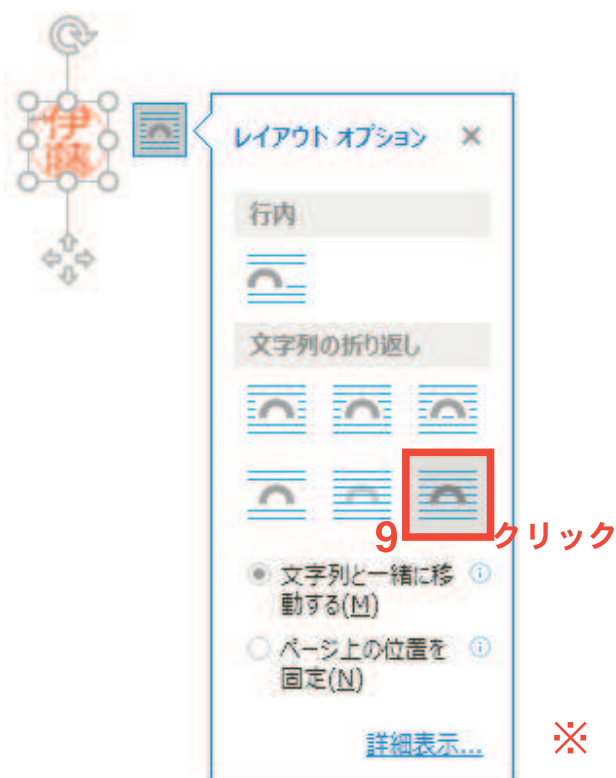 伊
藤
レイアウト オプション ×
行内
文字列の折り返し
9 クリック
文字列と一緒に移
動する(M)
ページ上の位置を
固定(N)
詳細表示... ※